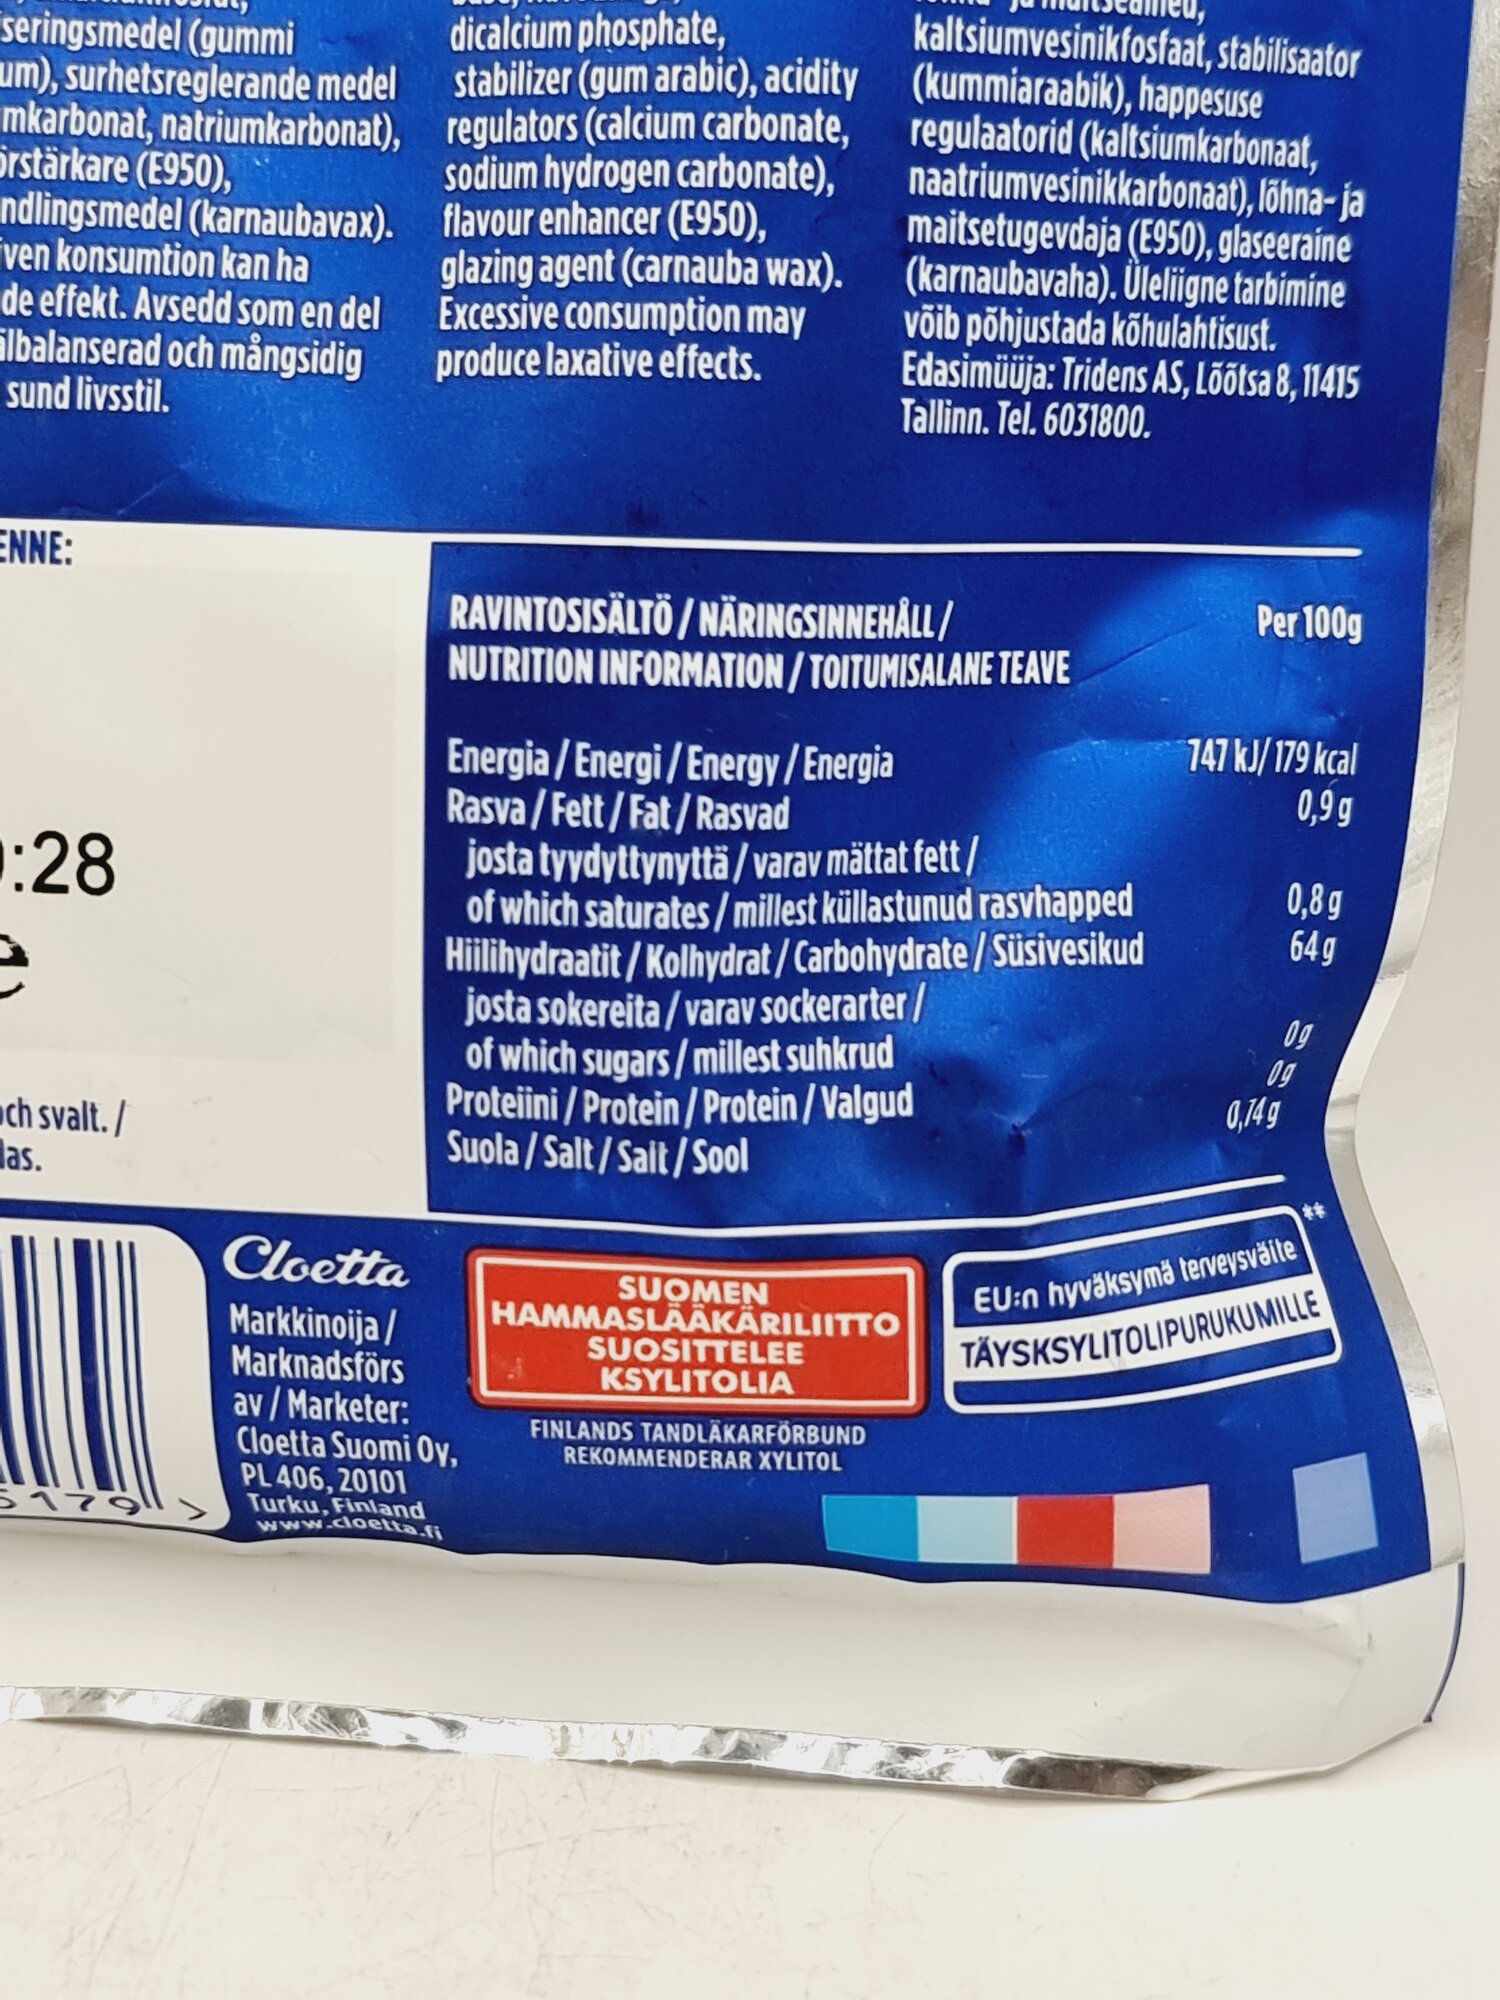 seringsmedel (gummi
um), surhetsreglerande medel
mkarbonat, natriumkarbonat),
örstärkare (E950),
ndlingsmedel (karnaubavax).
iven konsumtion kan ha
de effekt. Avsedd som en del
älbalanserad och mångsidig
sund livsstil.
dicalcium phosphate,
stabilizer (gum arabic), acidity
regulators (calcium carbonate,
sodium hydrogen carbonate),
flavour enhancer (E950),
glazing agent (carnauba wax).
Excessive consumption may
produce laxative effects.
kaltsiumvesinikfosfaat, stabilisaator
(kummiaraabik), happesuse
regulaatorid (kaltsiumkarbonaat,
naatriumvesinikkarbonaat), lõhna- ja
maitsetugevdaja (E950), glaseeraine
(karnaubavaha). Üleliigne tarbimine
võib põhjustada kõhulahtisust.
Edasimüüja: Tridens AS, Lõõtsa 8, 11415
Tallinn. Tel. 6031800.
ENNE:
:28
e
och svalt. /
las.
RAVINTOSISÄLTÖ / NÄRINGSINNEHÅLL / Per 100g
NUTRITION INFORMATION / TOITUMISALANE TEAVE
Energia / Energi / Energy / Energia 747 kJ/ 179 kcal
Rasva / Fett / Fat / Rasvad 0,9 g
josta tyydyttynyttä / varav mättat fett /
of which saturates / millest küllastunud rasvhapped 0,8 g
Hiilihydraatit / Kolhydrat / Carbohydrate / Süsivesikud 64 g
josta sokereita / varav sockerarter /
of which sugars / millest suhkrud 0 g
Proteiini / Protein / Protein / Valgud 0 g
Suola / Salt / Salt / Sool 0,74 g
5179 >
Cloetta
Markkinoija /
Marknadsförs
av / Marketer:
Cloetta Suomi Oy,
PL 406, 20101
Turku, Finland
www.cloetta.fi
SUOMEN
HAMMASLÄÄKÄRILIITTO
SUOSITTELEE
KSYLITOLIA
FINLANDS TANDLÄKARFÖRBUND
REKOMMENDERAR XYLITOL
**
EU:n hyväksymä terveysväite
TÄYSKSYLITOLIPURUKUMILLE